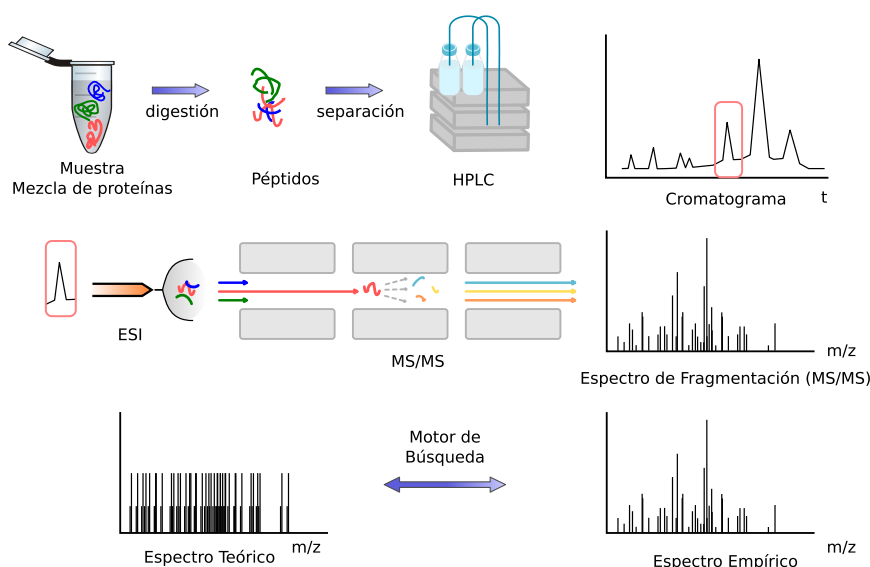 digestión
separación
Muestra
Mezcla de proteínas
Péptidos
HPLC
Cromatograma
t
ESI
MS/MS
m/z
Espectro de Fragmentación (MS/MS)
Motor de
Búsqueda
m/z
Espectro Teórico
m/z
Espectro Empírico